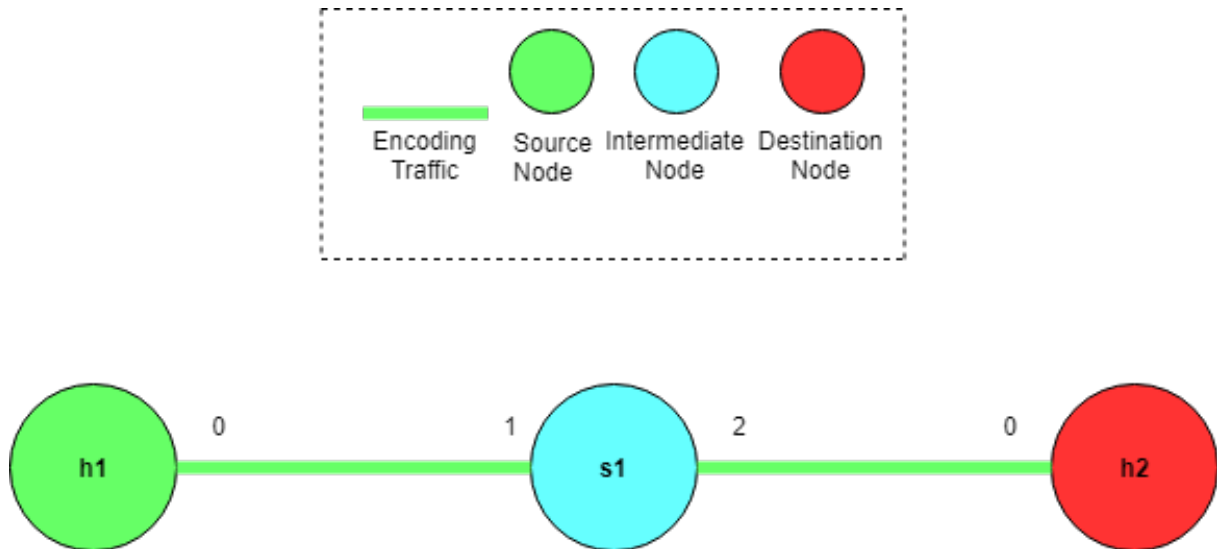 Encoding
Traffic
Source
Node
Intermediate
Node
Destination
Node
0
1
2
0
h1
s1
h2